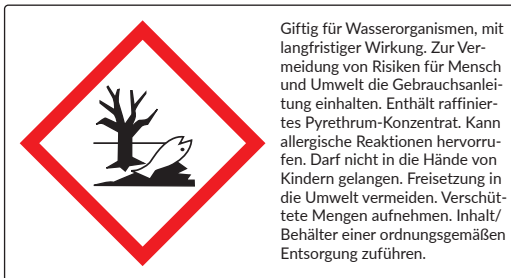 Giftig für Wasserorganismen, mit
langfristiger Wirkung. Zur Ver-
meidung von Risiken für Mensch
und Umwelt die Gebrauchsanlei-
tung einhalten. Enthält raffinier-
tes Pyrethrum-Konzentrat. Kann
allergische Reaktionen hervorru-
fen. Darf nicht in die Hände von
Kindern gelangen. Freisetzung in
die Umwelt vermeiden. Verschüt-
tete Mengen aufnehmen. Inhalt/
Behälter einer ordnungsgemäßen
Entsorgung zuführen.